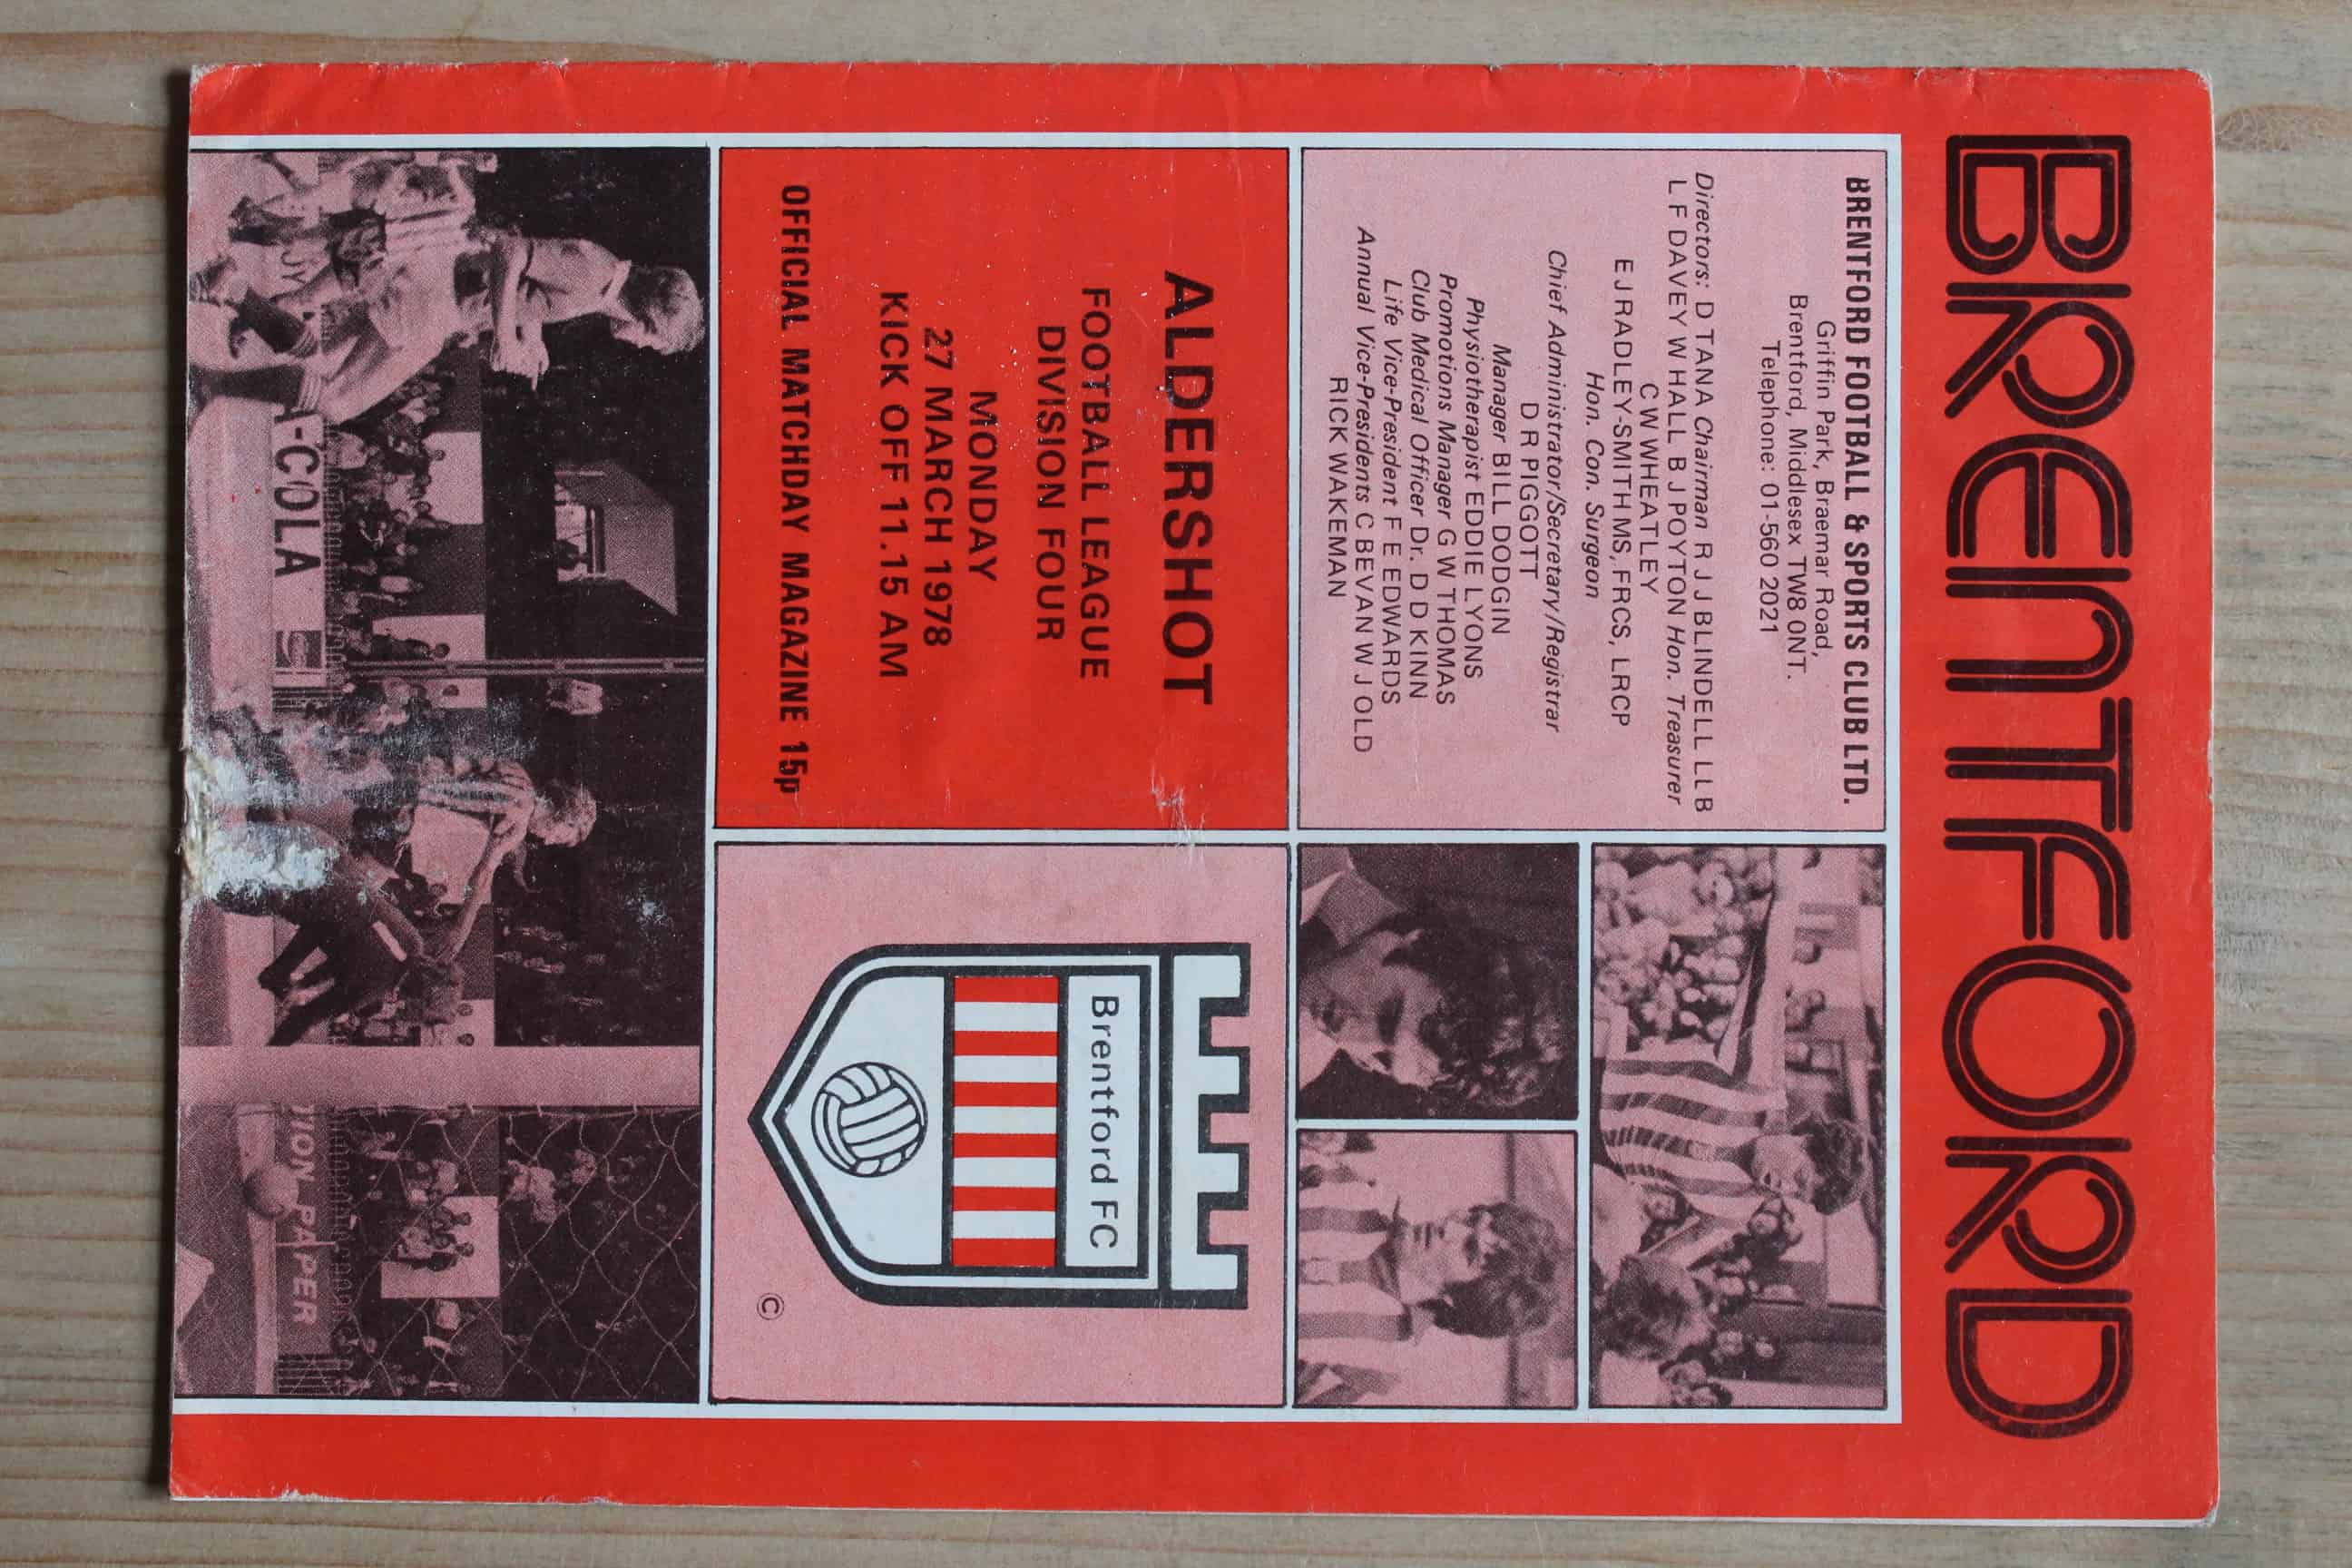 BRENTFORD
BRENTFORD FOOTBALL & SPORTS CLUB LTD.
Griffin Park, Braemar Road,
Brentford, Middlesex TW8 0NT.
Telephone: 01-560 2021
Directors: D TANA Chairman R J J BLINDELL LL B
L F DAVEY W HALL B J POYTON Hon. Treasurer
C W WHEATLEY
E J RADLEY-SMITH MS, FRCS, LRCP
Hon. Con. Surgeon
Chief Administrator/Secretary/Registrar
D R PIGGOTT
Manager BILL DODGIN
Physiotherapist EDDIE LYONS
Promotions Manager G W THOMAS
Club Medical Officer Dr. D D KINN
Life Vice-President F E EDWARDS
Annual Vice-Presidents C BEVAN W J OLD
RICK WAKEMAN
ALDERSHOT
FOOTBALL LEAGUE
DIVISION FOUR
MONDAY
27 MARCH 1978
KICK OFF 11.15 AM
OFFICIAL MATCHDAY MAGAZINE 15p
Brentford FC
©
A-COLA
ION PAPER